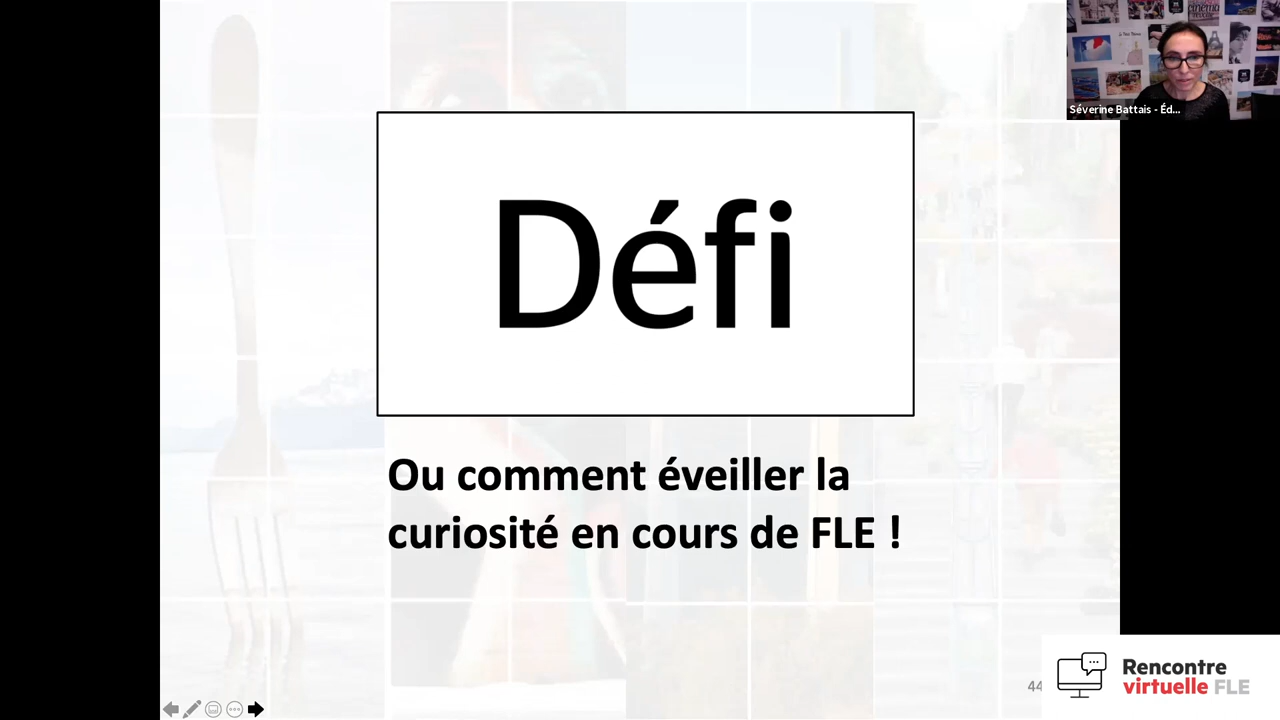 Séverine Battais - Éd...
Défi
Ou comment éveiller la
curiosité en cours de FLE !
44
Rencontre
virtuelle FLE